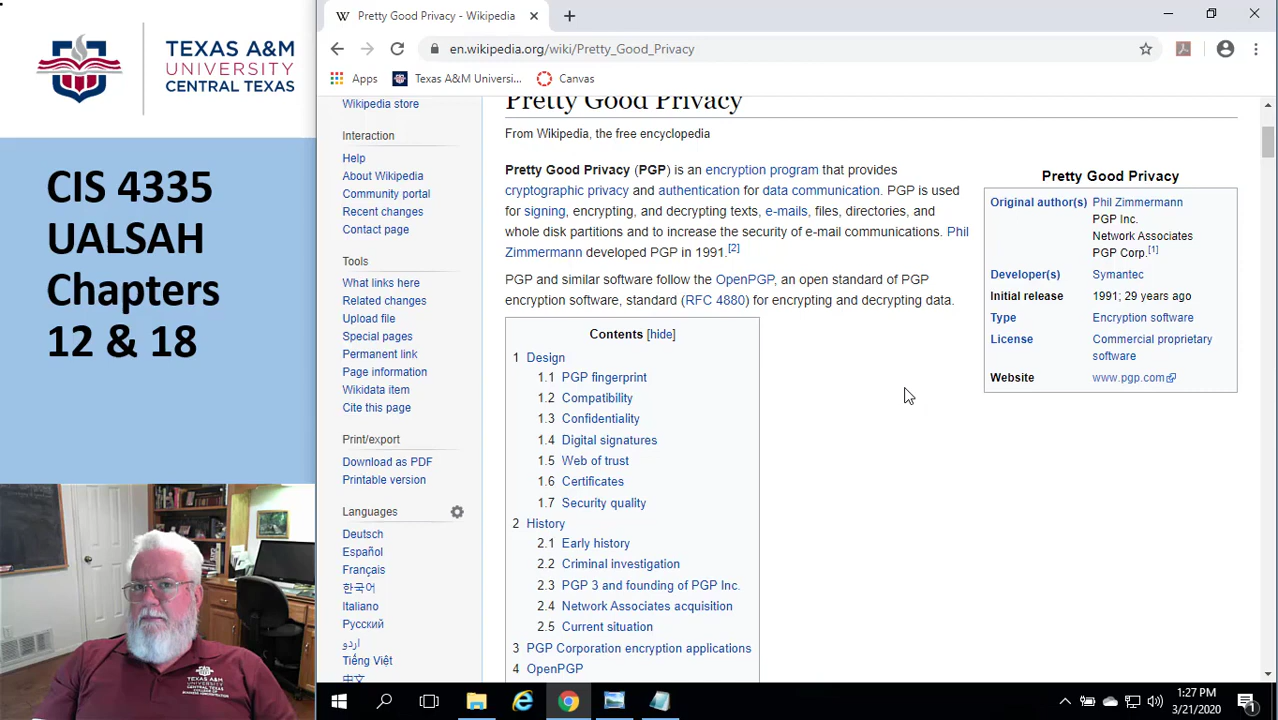 TEXAS A&M
UNIVERSITY
CENTRAL TEXAS
CIS 4335
UALSAH
Chapters
12 & 18
TEXAS A&M
UNIVERSITY
CENTRAL TEXAS
Pretty Good Privacy - Wikipedia
en.wikipedia.org/wiki/Pretty_Good_Privacy
Apps
Texas A&M Universi...
Canvas
Wikipedia store
Interaction
Help
About Wikipedia
Community portal
Recent changes
Contact page
Tools
What links here
Related changes
Upload file
Special pages
Permanent link
Page information
Wikidata item
Cite this page
Print/export
Download as PDF
Printable version
Languages
Deutsch
Español
Français
한국어
Italiano
Русский
اردو
Tiếng Việt
中文
Pretty Good Privacy
From Wikipedia, the free encyclopedia
Pretty Good Privacy (PGP) is an encryption program that provides
cryptographic privacy and authentication for data communication. PGP is used
for signing, encrypting, and decrypting texts, e-mails, files, directories, and
whole disk partitions and to increase the security of e-mail communications. Phil
Zimmermann developed PGP in 1991.[2]
PGP and similar software follow the OpenPGP, an open standard of PGP
encryption software, standard (RFC 4880) for encrypting and decrypting data.
Contents [hide]
1 Design
1.1 PGP fingerprint
1.2 Compatibility
1.3 Confidentiality
1.4 Digital signatures
1.5 Web of trust
1.6 Certificates
1.7 Security quality
2 History
2.1 Early history
2.2 Criminal investigation
2.3 PGP 3 and founding of PGP Inc.
2.4 Network Associates acquisition
2.5 Current situation
3 PGP Corporation encryption applications
4 OpenPGP
Pretty Good Privacy
Original author(s) Phil Zimmermann
PGP Inc.
Network Associates
PGP Corp.[1]
Developer(s) Symantec
Initial release 1991; 29 years ago
Type Encryption software
License Commercial proprietary
software
Website www.pgp.com
1:27 PM
3/21/2020
1